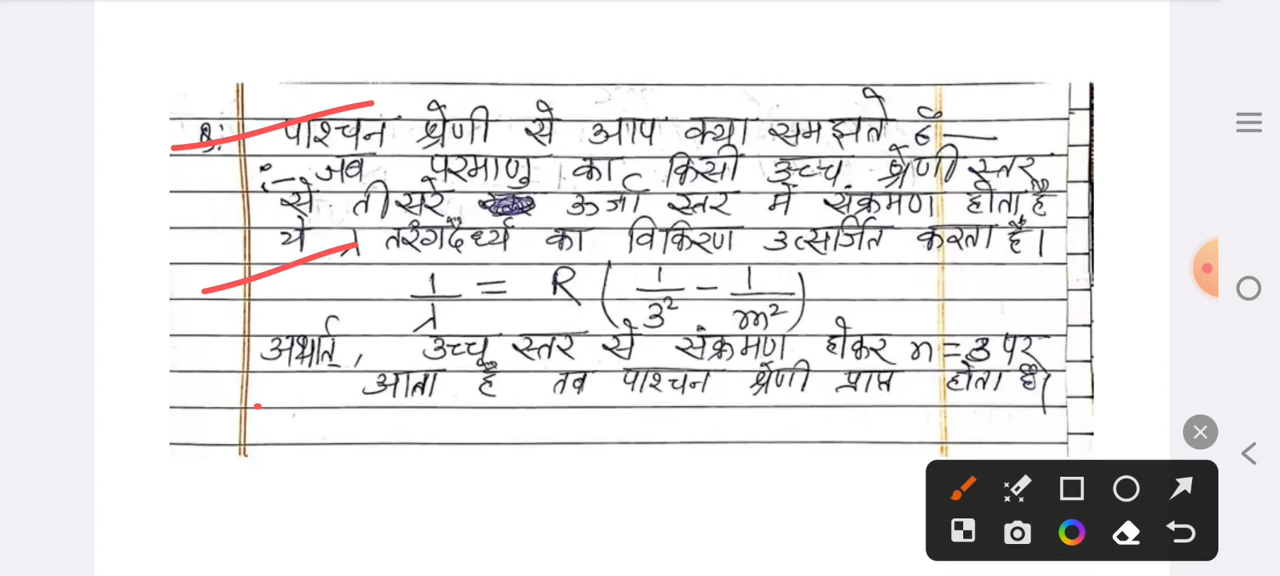 Q: पाश्चन श्रेणी से आप क्या समझते है —
:- जब परमाणु का किसी उच्च श्रेणी स्तर
से तीसरे ऊर्जा स्तर में संक्रमण होता है
ये λ तरंगदैर्ध्य का विकिरण उत्सर्जित करता है।
1/λ = R (1/3² - 1/m²)
अर्थात, उच्च स्तर से संक्रमण होकर n = 3 पर
आता है तब पाश्चन श्रेणी प्राप्त होता है।